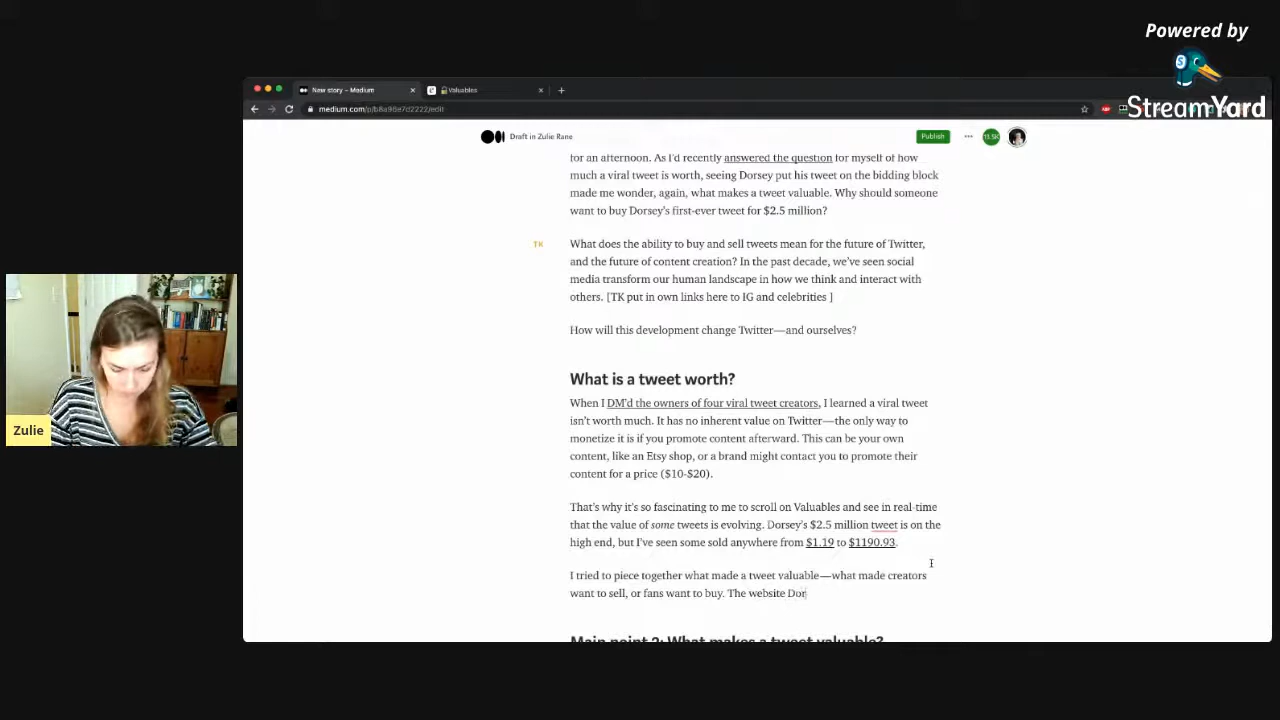 Powered by
StreamYard
New story – Medium
Valuables
medium.com/p/b8a96e7d2222/edit
Draft in Zulie Rane
Publish
for an afternoon. As I'd recently answered the question for myself of how
much a viral tweet is worth, seeing Dorsey put his tweet on the bidding block
made me wonder, again, what makes a tweet valuable. Why should someone
want to buy Dorsey's first-ever tweet for $2.5 million?
TK
What does the ability to buy and sell tweets mean for the future of Twitter,
and the future of content creation? In the past decade, we've seen social
media transform our human landscape in how we think and interact with
others. [TK put in own links here to IG and celebrities ]
How will this development change Twitter—and ourselves?
What is a tweet worth?
When I DM'd the owners of four viral tweet creators, I learned a viral tweet
isn't worth much. It has no inherent value on Twitter—the only way to
monetize it is if you promote content afterward. This can be your own
content, like an Etsy shop, or a brand might contact you to promote their
content for a price ($10-$20).
That's why it's so fascinating to me to scroll on Valuables and see in real-time
that the value of some tweets is evolving. Dorsey's $2.5 million tweet is on the
high end, but I've seen some sold anywhere from $1.19 to $1190.93.
I tried to piece together what made a tweet valuable—what made creators
want to sell, or fans want to buy. The website Dor
Main point 2: What makes a tweet valuable?
Zulie